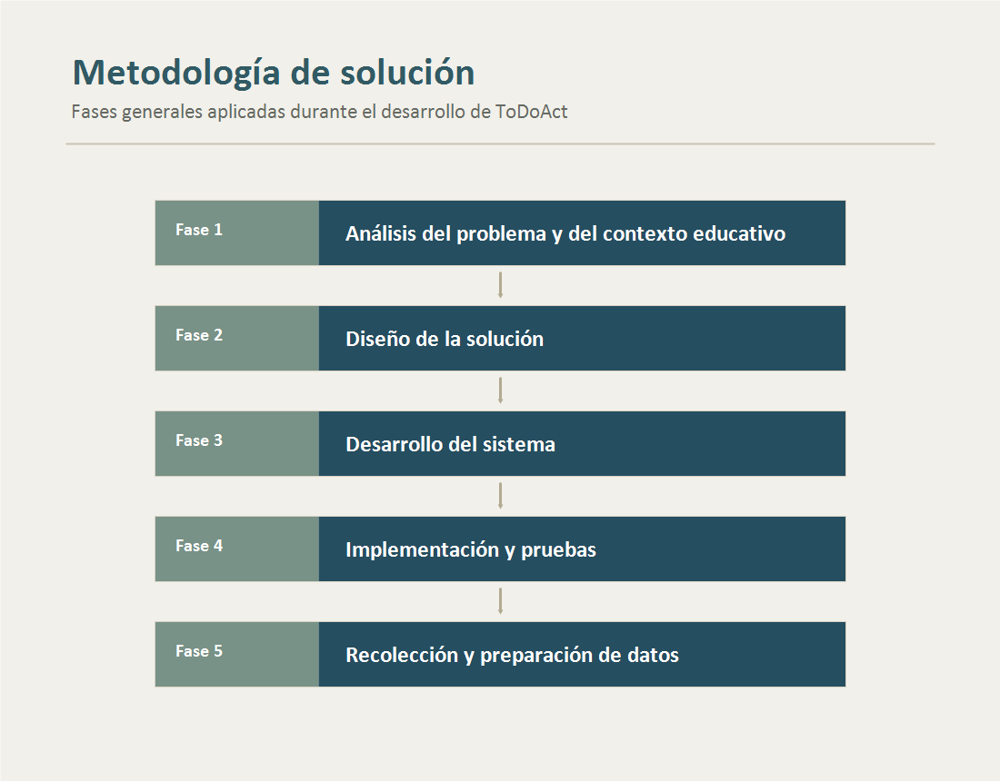 Metodología de solución
Fases generales aplicadas durante el desarrollo de ToDoAct
Fase 1
Análisis del problema y del contexto educativo
Fase 2
Diseño de la solución
Fase 3
Desarrollo del sistema
Fase 4
Implementación y pruebas
Fase 5
Recolección y preparación de datos